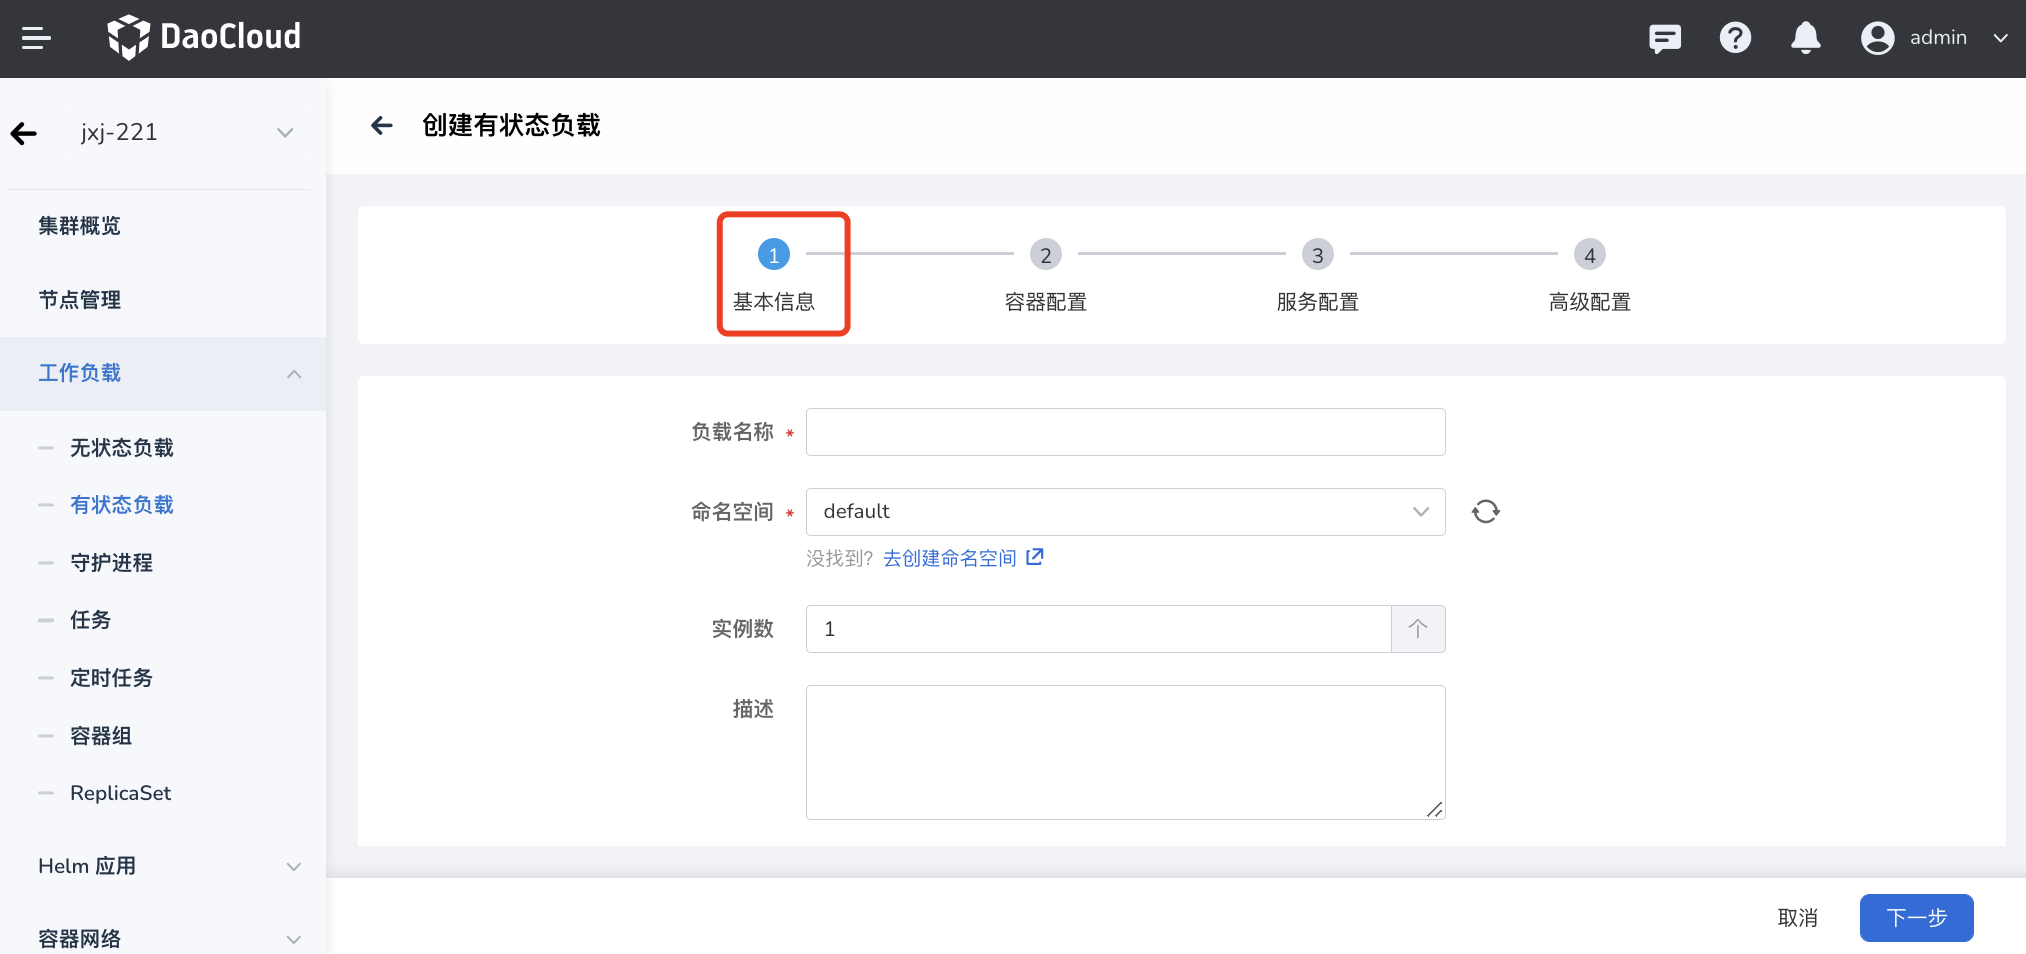 DaoCloud
admin
jxj-221
集群概览
节点管理
工作负载
无状态负载
有状态负载
守护进程
任务
定时任务
容器组
ReplicaSet
Helm 应用
容器网络
创建有状态负载
1
2
3
4
基本信息
容器配置
服务配置
高级配置
负载名称 *
命名空间 * default
没找到? 去创建命名空间
实例数 1 个
描述
取消 下一步